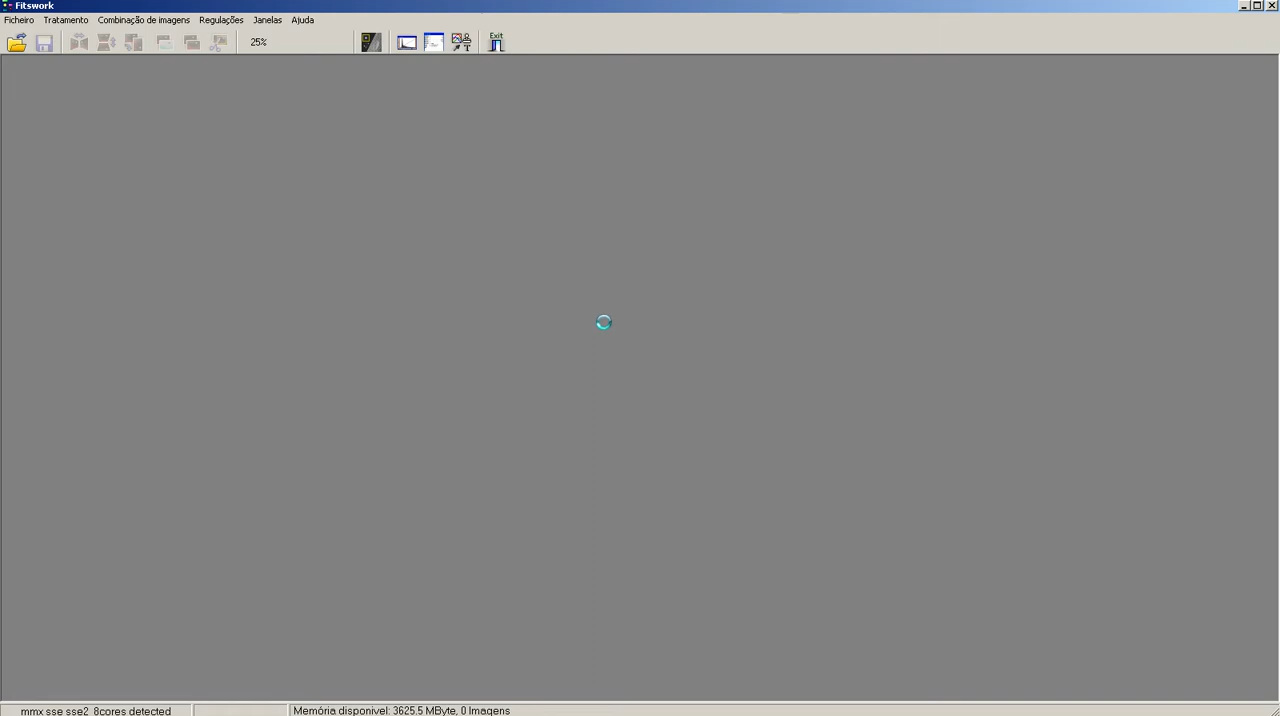 Fitswork
Ficheiro Tratamento Combinação de imagens Regulações Janelas Ajuda
25% Exit
mmx sse sse2 8cores detected Memória disponivel: 3625.5 MByte, 0 Imagens